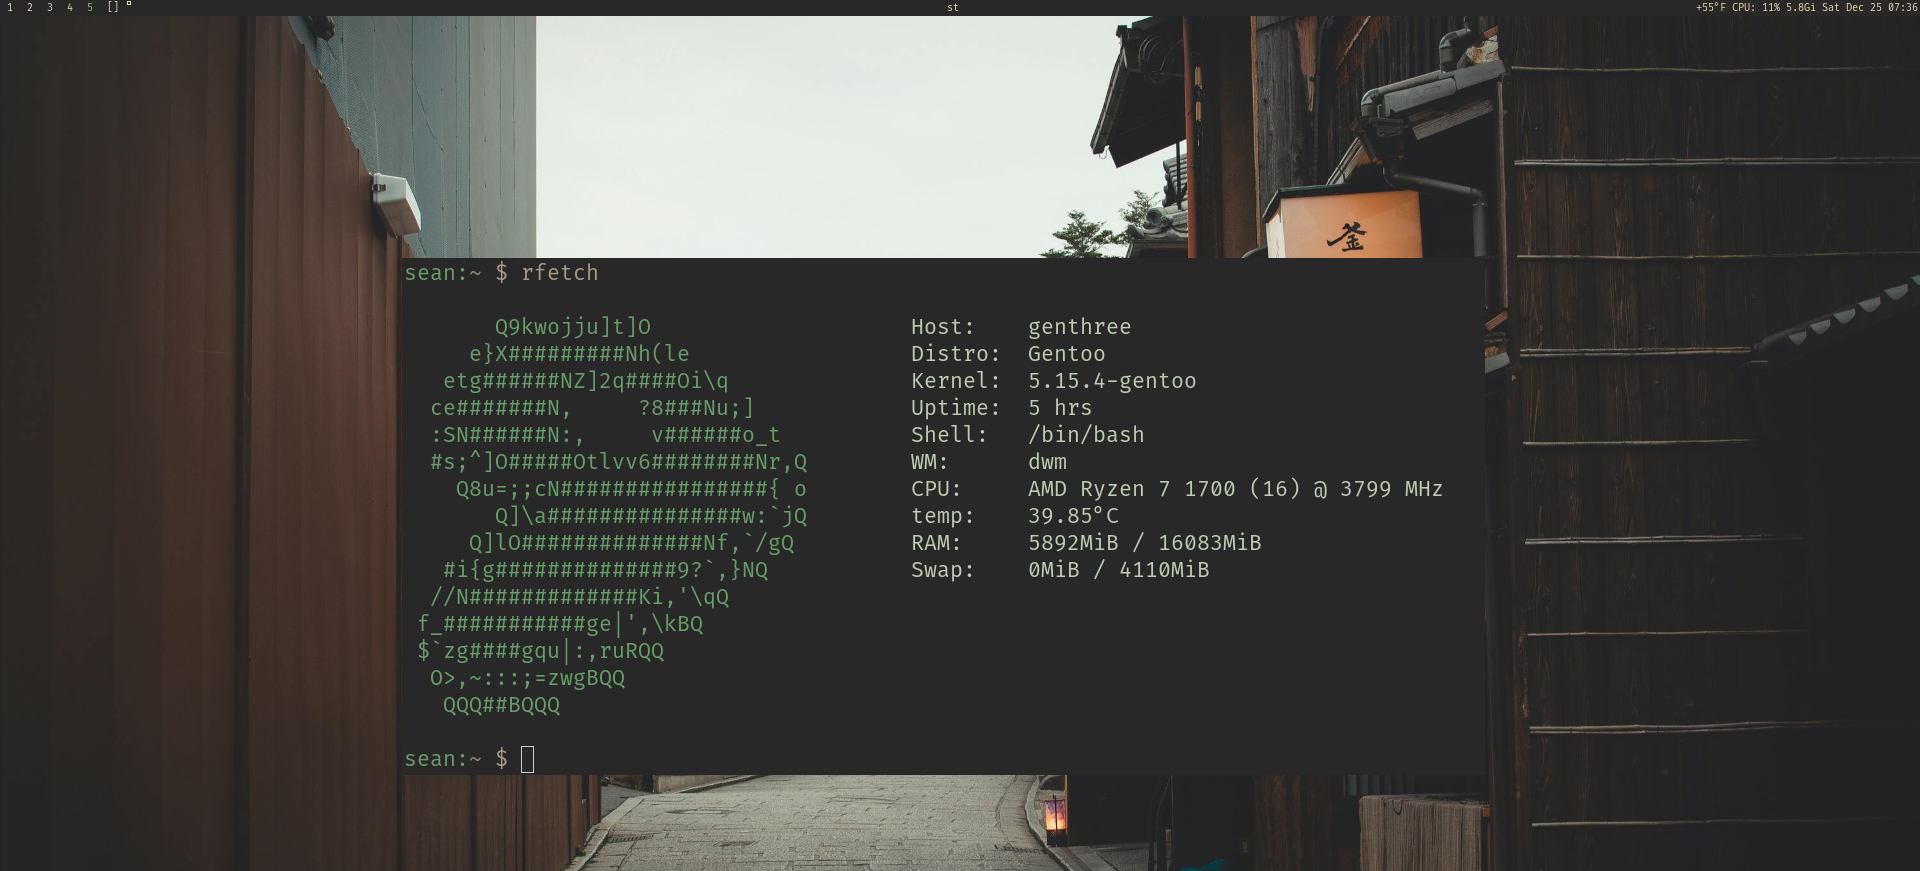 1 2 3 4 5 [] st +55°F CPU: 11% 5.8Gi Sat Dec 25 07:36
釜
sean:~ $ rfetch
Q9kwojju]t]O Host: genthree
e}X#########Nh(le Distro: Gentoo
etg######NZ]2q####Oi\q Kernel: 5.15.4-gentoo
ce#######N, ?8###Nu;] Uptime: 5 hrs
:SN######N:, v######o_t Shell: /bin/bash
#s;^]O#####Otlvv6########Nr,Q WM: dwm
Q8u=;;cN################{ o CPU: AMD Ryzen 7 1700 (16) @ 3799 MHz
Q]\a###############w:`jQ temp: 39.85°C
Q]lO##############Nf,`/gQ RAM: 5892MiB / 16083MiB
#i{g##############9?`,}NQ Swap: 0MiB / 4110MiB
//N#############Ki,'\qQ
f_###########ge|',\kBQ
$`zg####gqu|:,ruRQQ
O>,~:::;=zwgBQQ
QQQ##BQQQ
sean:~ $